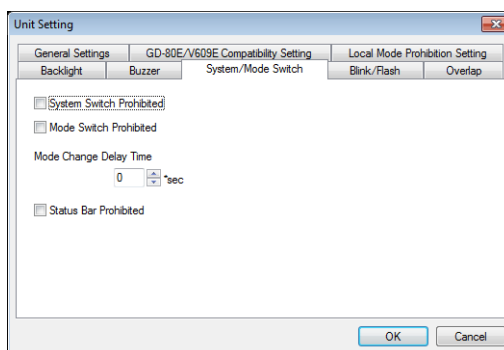 Unit Setting
General Settings GD-80E/V609E Compatibility Setting Local Mode Prohibition Setting
Backlight Buzzer System/Mode Switch Blink/Flash Overlap
System Switch Prohibited
Mode Switch Prohibited
Mode Change Delay Time
0 *sec
Status Bar Prohibited
OK Cancel